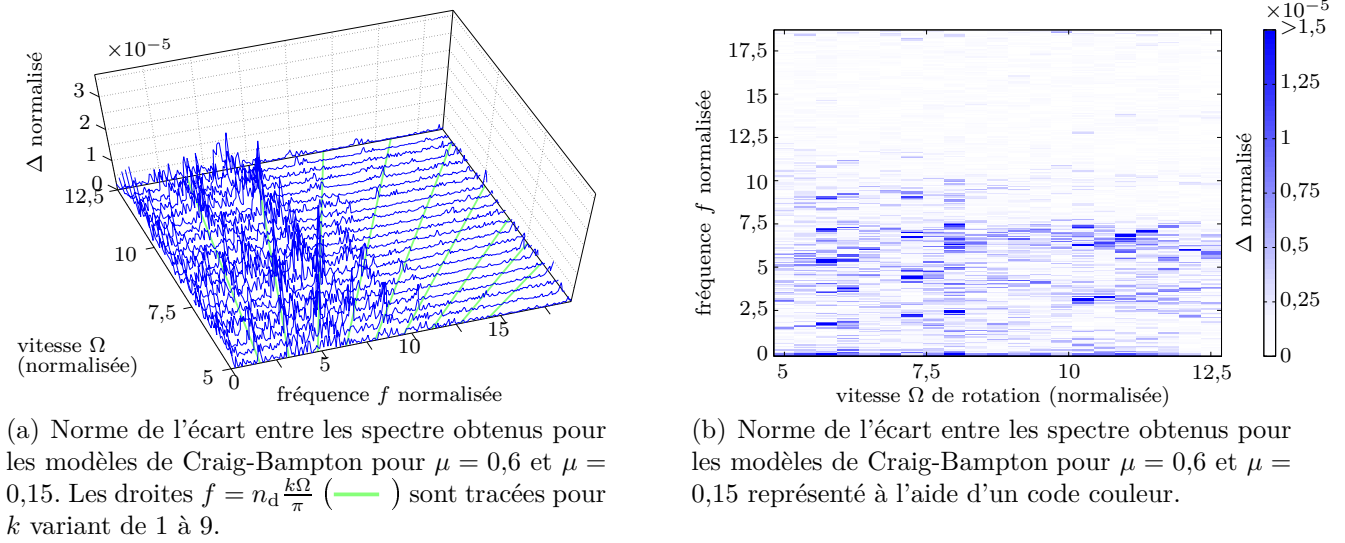 ×10⁻⁵
Δ normalisé
3
2
1
0
12,5
10
7,5
5
vitesse Ω
(normalisée)
0
5
10
15
fréquence f normalisée
(a) Norme de l'écart entre les spectre obtenus pour
les modèles de Craig-Bampton pour μ = 0,6 et μ =
0,15. Les droites f = n_d kΩ/π ( ) sont tracées pour
k variant de 1 à 9.
17,5
15
12,5
10
7,5
5
2,5
0
fréquence f normalisée
5
7,5
10
12,5
vitesse Ω de rotation (normalisée)
×10⁻⁵
>1,5
1,25
1
0,75
0,5
0,25
0
Δ normalisé
(b) Norme de l'écart entre les spectre obtenus pour
les modèles de Craig-Bampton pour μ = 0,6 et μ =
0,15 représenté à l'aide d'un code couleur.